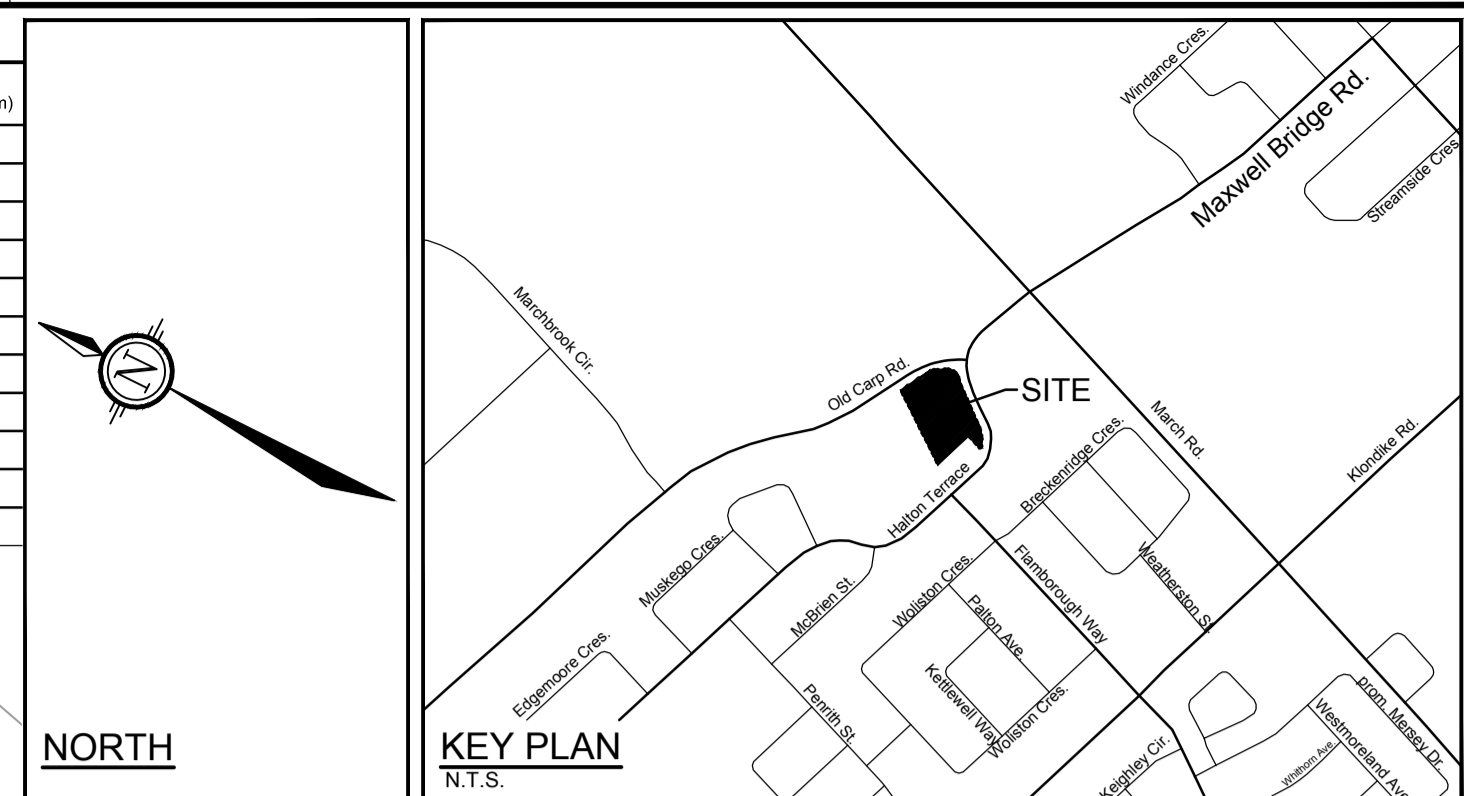 m)
N
NORTH
Windance Cres.
Maxwell Bridge Rd.
Streamside Cres.
Marchbrook Cir.
Old Carp Rd.
SITE
March Rd.
Klondike Rd.
Breckenridge Cres.
Halton Terrace
Muskego Cres.
McBrien St.
Woliston Cres.
Flamborough Way
Weatherston S
Palton Ave.
Edgemoore Cres.
Penrith St.
Kettlewell Way
Woliston Cres.
prom. Mersey Dr.
Westmoreland Av
Whithorn Ave.
Keighley Cir.
KEY PLAN
N.T.S.